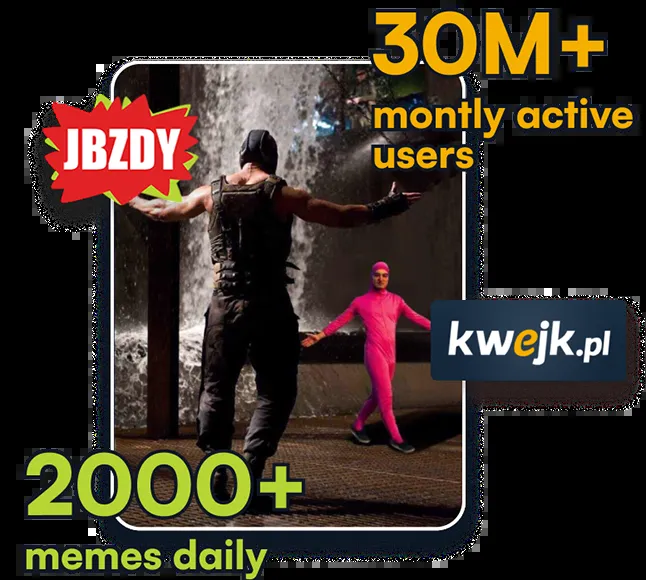 30M+
montly active
users
JBZDY
kwejk.pl
2000+
memes daily